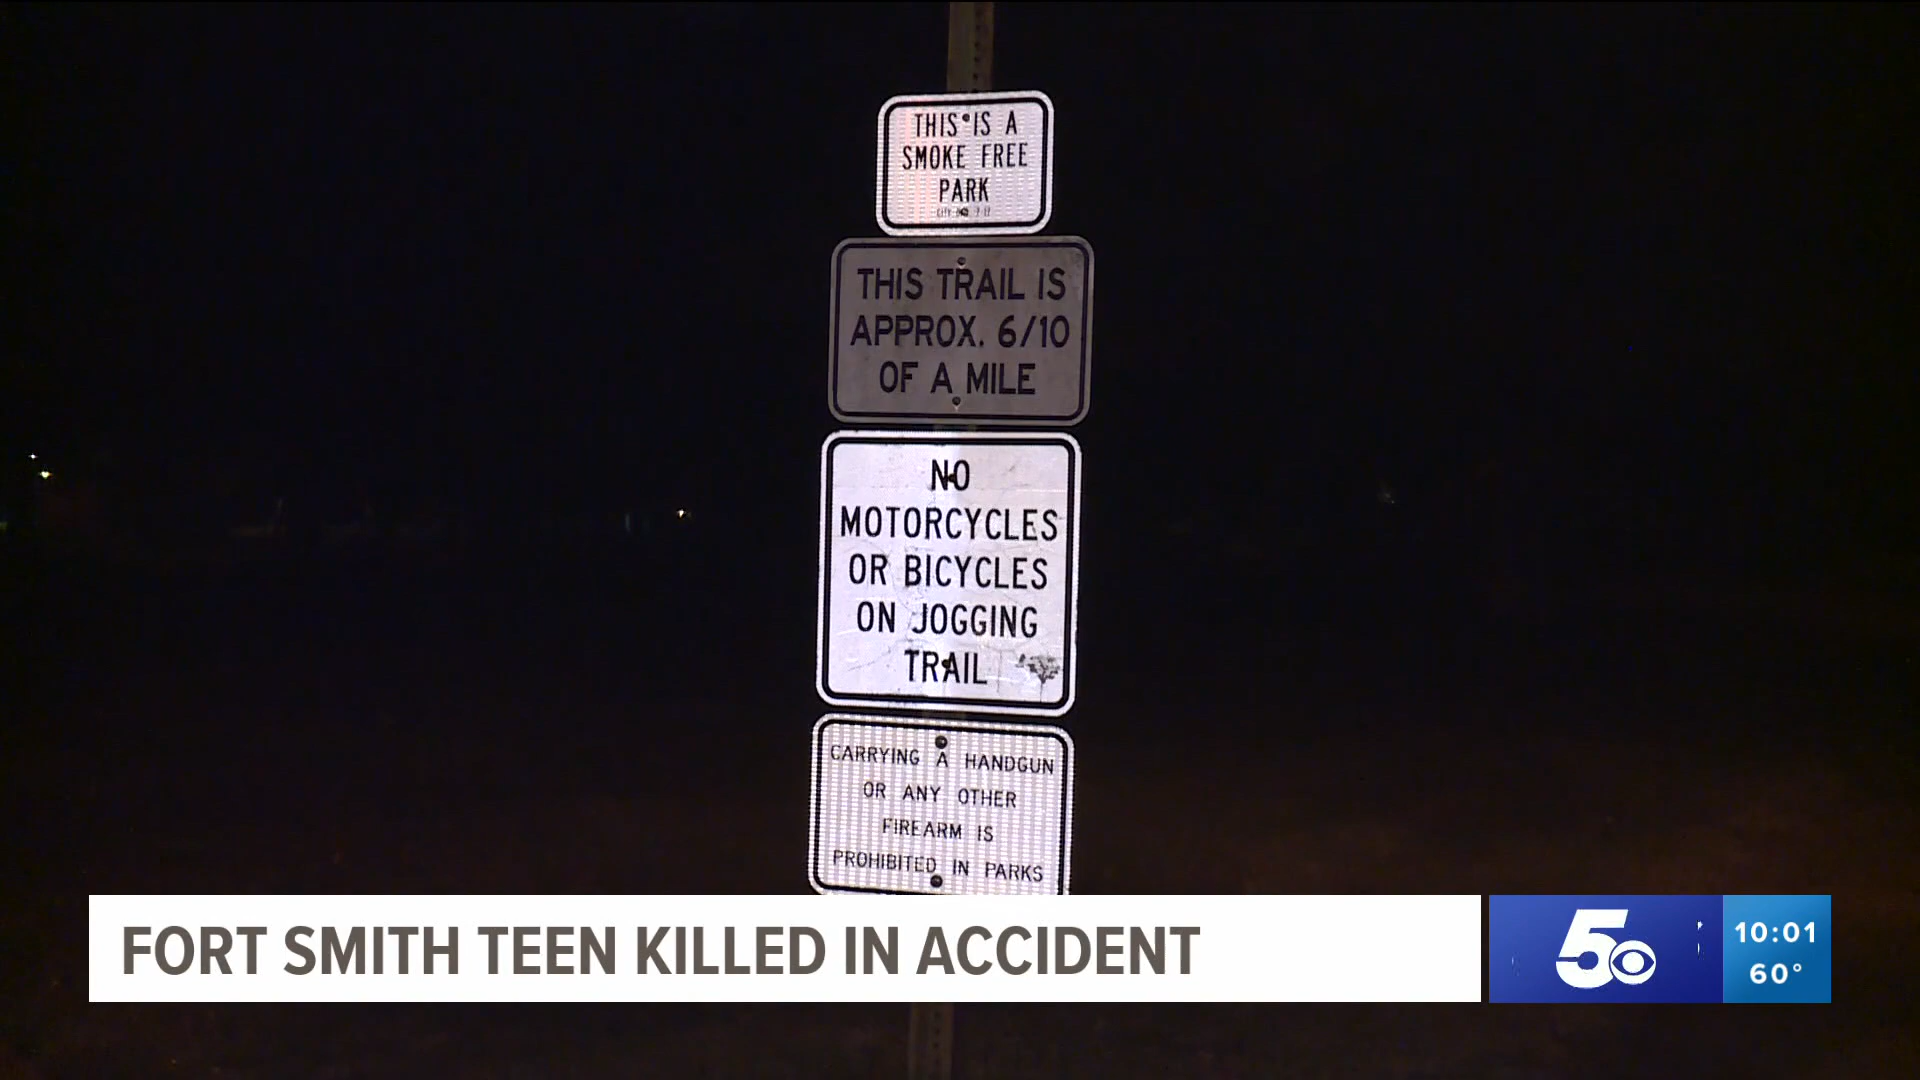 THIS IS A
SMOKE FREE
PARK
THIS TRAIL IS
APPROX. 6/10
OF A MILE
NO
MOTORCYCLES
OR BICYCLES
ON JOGGING
TRAIL
CARRYING A HANDGUN
OR ANY OTHER
FIREARM IS
PROHIBITED IN PARKS
FORT SMITH TEEN KILLED IN ACCIDENT
5
10:01
60°